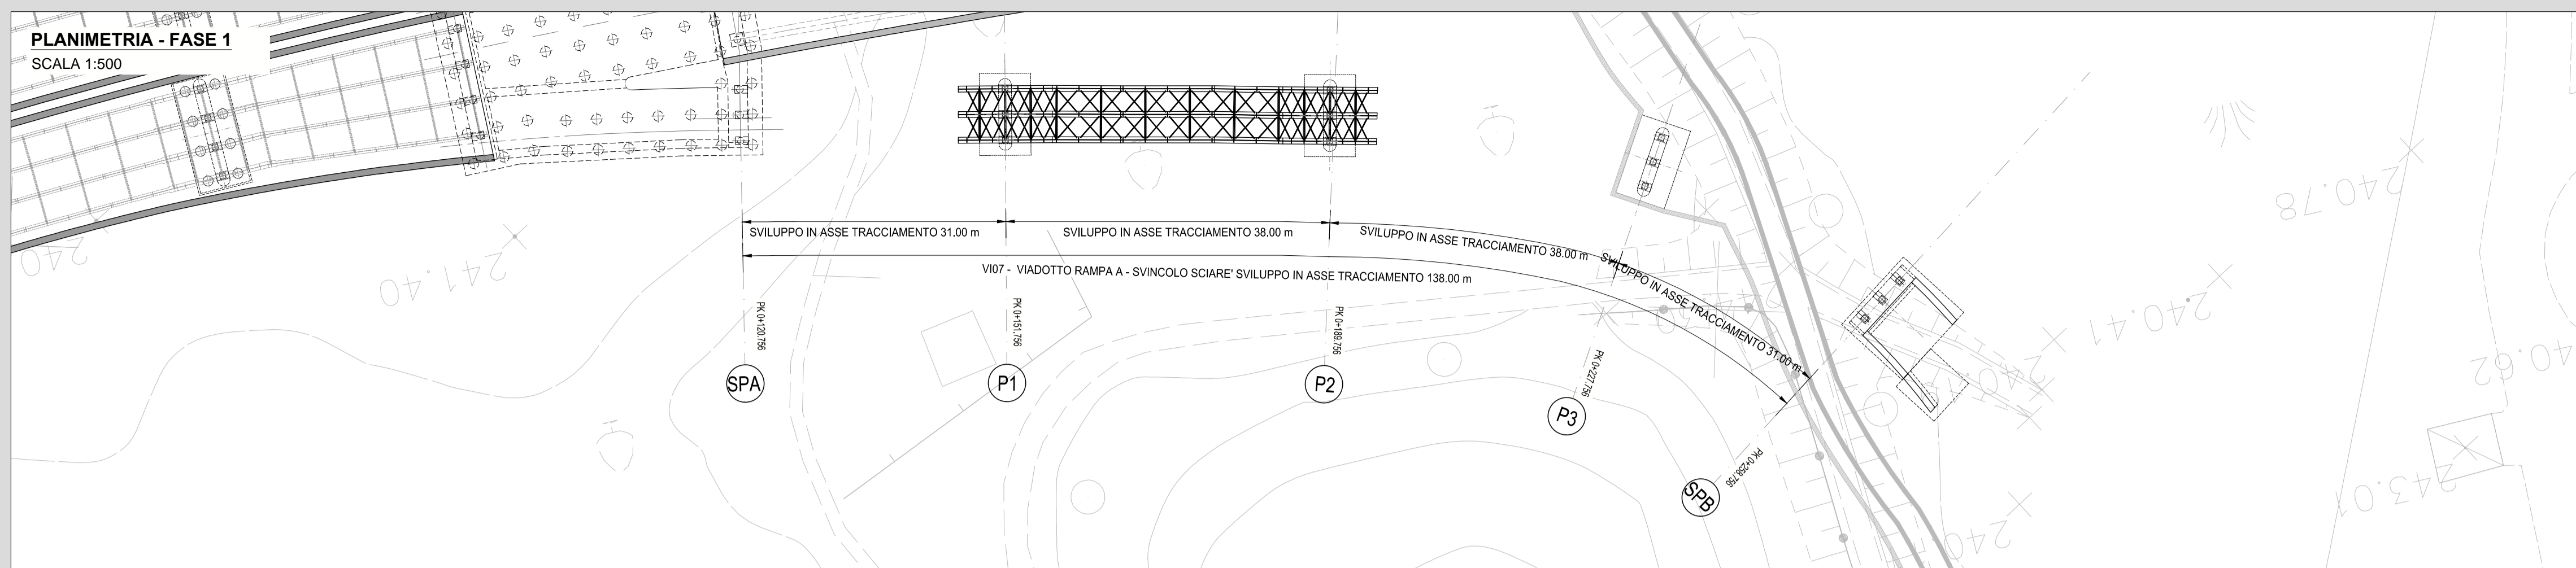 PLANIMETRIA - FASE 1
SCALA 1:500
SVILUPPO IN ASSE TRACCIAMENTO 31.00 m
SVILUPPO IN ASSE TRACCIAMENTO 38.00 m
SVILUPPO IN ASSE TRACCIAMENTO 38.00 m
SVILUPPO IN ASSE TRACCIAMENTO 31.00 m
VI07 - VIADOTTO RAMPA A - SVINCOLO SCIARE' SVILUPPO IN ASSE TRACCIAMENTO 138.00 m
PK 0+120.756
PK 0+151.756
PK 0+189.756
PK 0+227.756
PK 0+258.756
SPA
P1
P2
P3
SPB
240
241.40
240.78
240.41
40.62
243.01
240